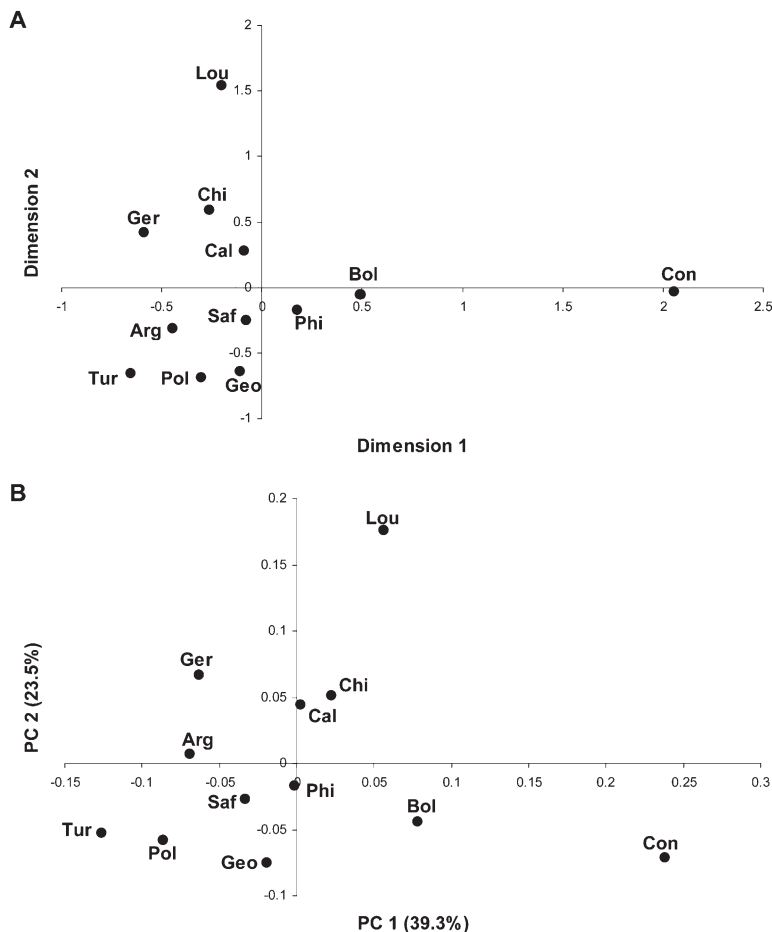 A
2
Lou
1.5
1
Chi
Ger
0.5
Cal
Dimension 2
Bol
Con
0
-1
-0.5
0
0.5
1
1.5
2
2.5
Saf
Phi
Arg
-0.5
Tur
Pol
Geo
-1
Dimension 1
B
0.2
Lou
0.15
0.1
Ger
Chi
0.05
Cal
PC 2 (23.5%)
Arg
0
-0.15
-0.1
-0.05
0
0.05
0.1
0.15
0.2
0.25
0.3
Phi
Saf
Bol
Tur
-0.05
Con
Pol
Geo
-0.1
PC 1 (39.3%)